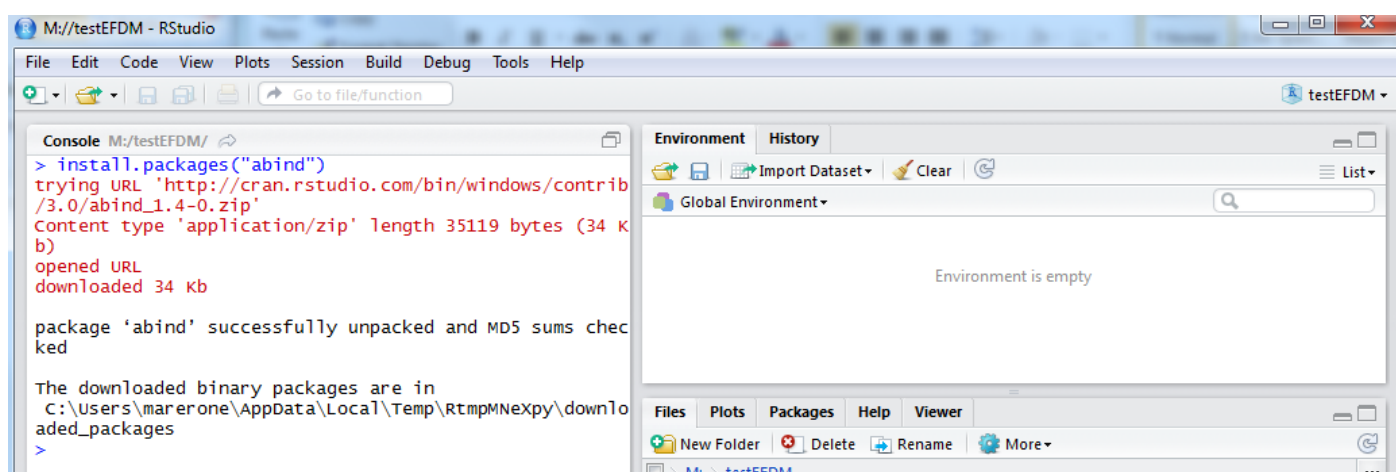 M://testEFDM - RStudio
File Edit Code View Plots Session Build Debug Tools Help
Go to file/function
testEFDM
Console M:/testEFDM/
> install.packages("abind")
trying URL 'http://cran.rstudio.com/bin/windows/contrib
/3.0/abind_1.4-0.zip'
Content type 'application/zip' length 35119 bytes (34 K
b)
opened URL
downloaded 34 Kb
package ‘abind’ successfully unpacked and MD5 sums chec
ked
The downloaded binary packages are in
C:\Users\marerone\AppData\Local\Temp\RtmpMNeXpy\downlo
aded_packages
>
Environment History
Import Dataset Clear
List
Global Environment
Environment is empty
Files Plots Packages Help Viewer
New Folder Delete Rename More
M: > testEFDM